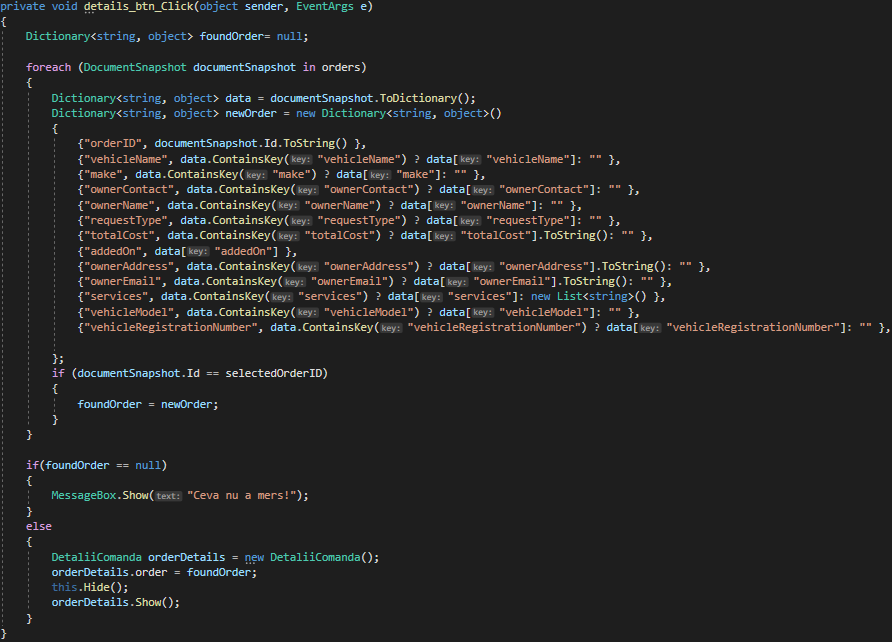 private void details_btn_Click(object sender, EventArgs e)
{
Dictionary<string, object> foundOrder= null;
foreach (DocumentSnapshot documentSnapshot in orders)
{
Dictionary<string, object> data = documentSnapshot.ToDictionary();
Dictionary<string, object> newOrder = new Dictionary<string, object>()
{
{"orderID", documentSnapshot.Id.ToString() },
{"vehicleName", data.ContainsKey(key: "vehicleName") ? data[key: "vehicleName"]: "" },
{"make", data.ContainsKey(key: "make") ? data[key: "make"]: "" },
{"ownerContact", data.ContainsKey(key: "ownerContact") ? data[key: "ownerContact"]: "" },
{"ownerName", data.ContainsKey(key: "ownerName") ? data[key: "ownerName"]: "" },
{"requestType", data.ContainsKey(key: "requestType") ? data[key: "requestType"]: "" },
{"totalCost", data.ContainsKey(key: "totalCost") ? data[key: "totalCost"].ToString(): "" },
{"addedOn", data[key: "addedOn"] },
{"ownerAddress", data.ContainsKey(key: "ownerAddress") ? data[key: "ownerAddress"].ToString(): "" },
{"ownerEmail", data.ContainsKey(key: "ownerEmail") ? data[key: "ownerEmail"].ToString(): "" },
{"services", data.ContainsKey(key: "services") ? data[key: "services"]: new List<string>() },
{"vehicleModel", data.ContainsKey(key: "vehicleModel") ? data[key: "vehicleModel"]: "" },
{"vehicleRegistrationNumber", data.ContainsKey(key: "vehicleRegistrationNumber") ? data[key: "vehicleRegistrationNumber"]: "" },
};
if (documentSnapshot.Id == selectedOrderID)
{
foundOrder = newOrder;
}
}
if(foundOrder == null)
{
MessageBox.Show(text: "Ceva nu a mers!");
}
else
{
DetaliiComanda orderDetails = new DetaliiComanda();
orderDetails.order = foundOrder;
this.Hide();
orderDetails.Show();
}
}